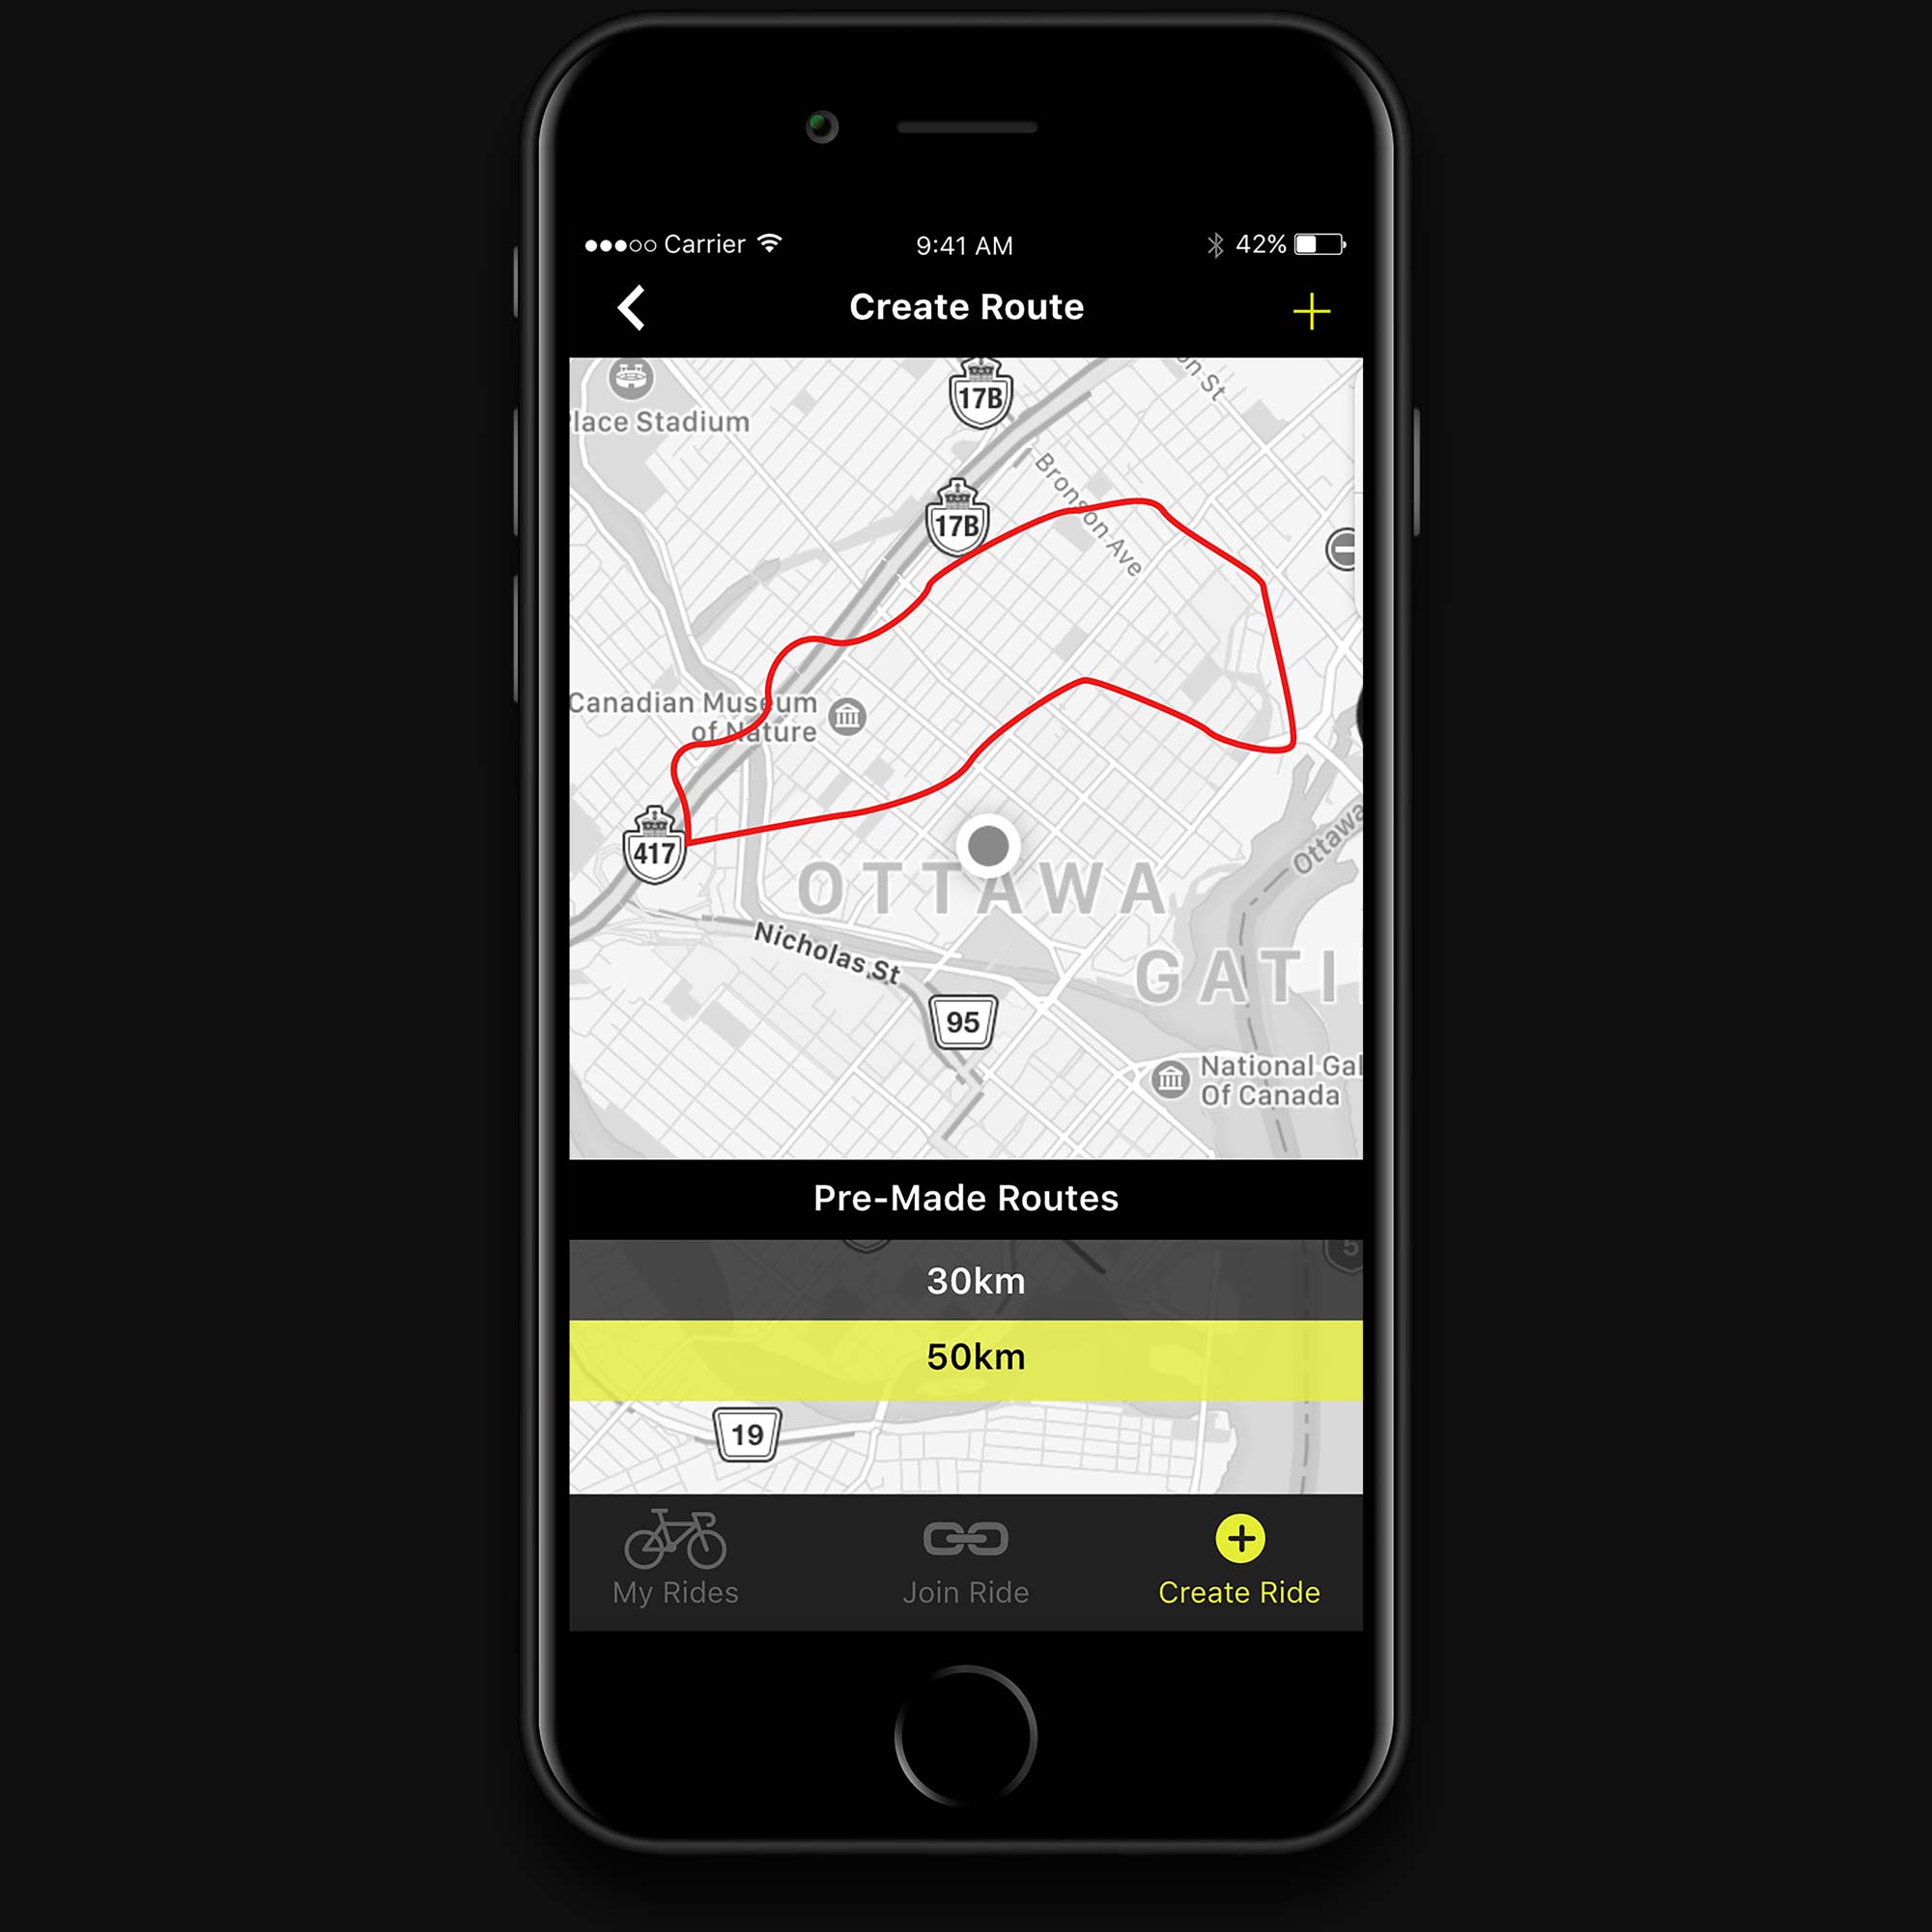 Carrier
9:41 AM
42%
Create Route
17B
on St
lace Stadium
Bronson Ave
17B
Canadian Museum
of Nature
417
OTTAWA
Ottawa
Nicholas St
GATI
95
National Gal
Of Canada
Pre-Made Routes
5
30km
50km
19
My Rides
Join Ride
Create Ride